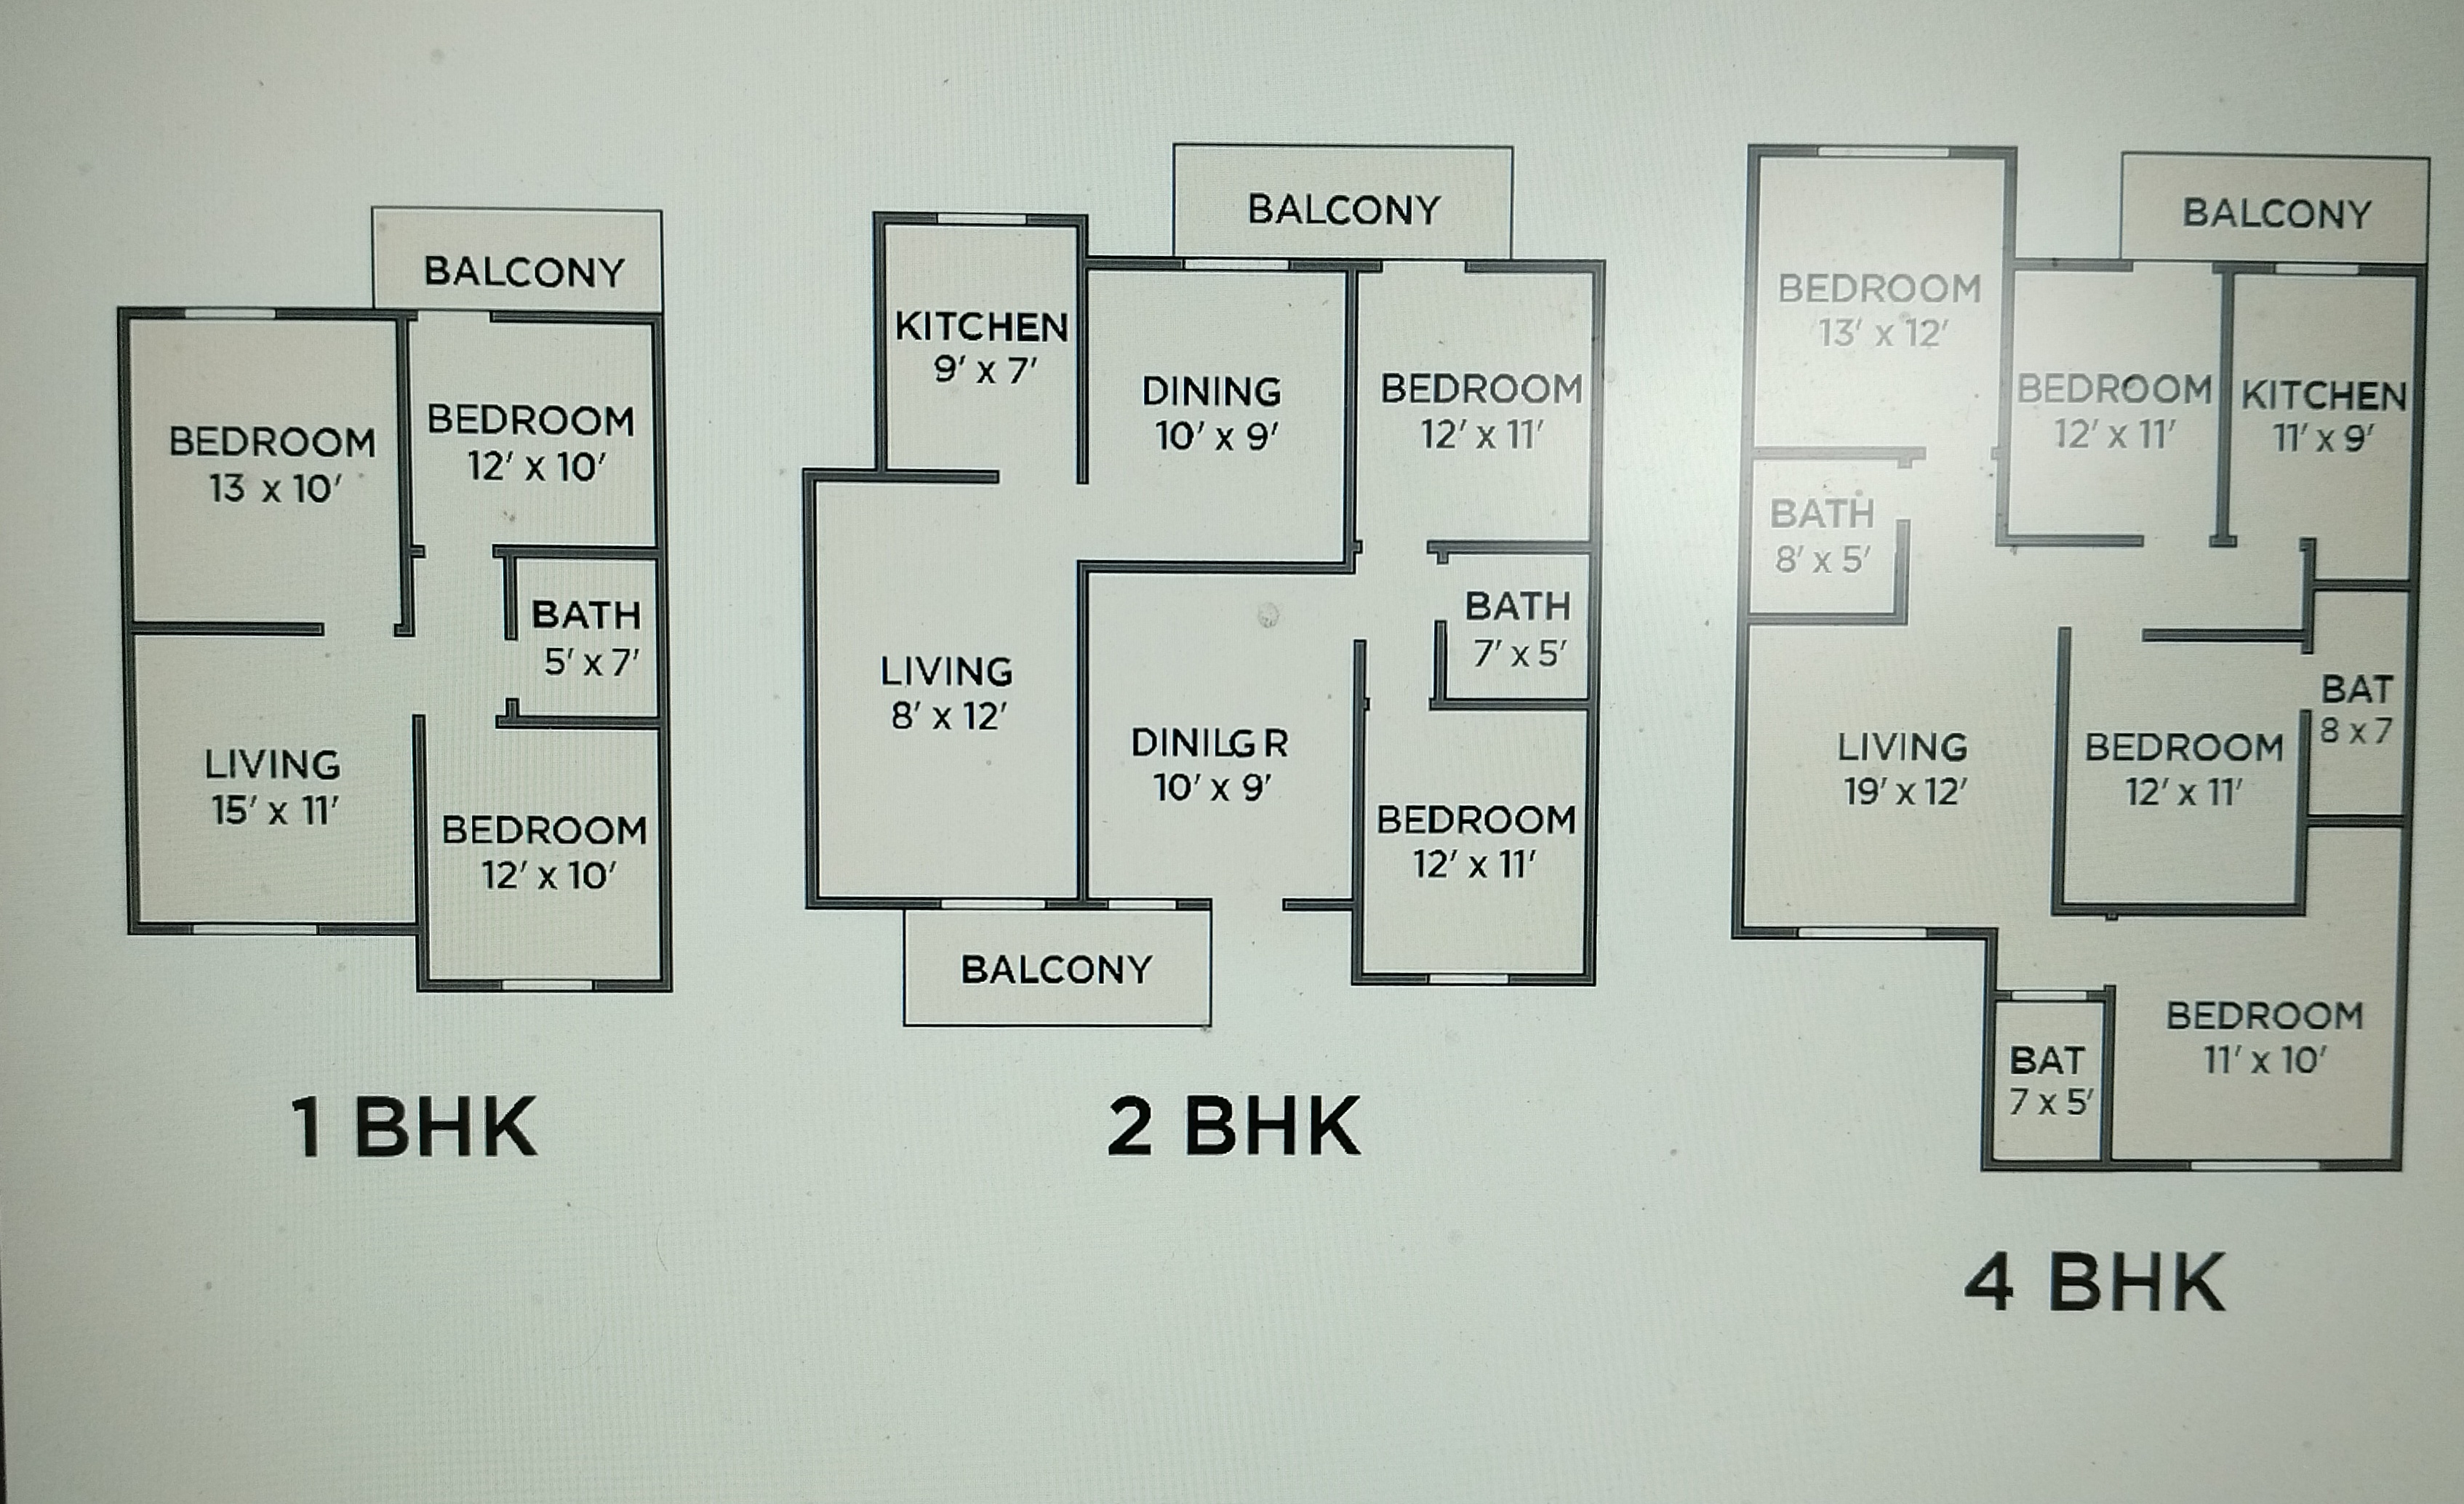 BALCONY
BEDROOM
13 x 10′
BEDROOM
12′ x 10′
BATH
5′ x 7′
LIVING
15′ x 11′
BEDROOM
12′ x 10′
1 BHK
BALCONY
KITCHEN
9′ x 7′
DINING
10′ x 9′
BEDROOM
12′ x 11′
BATH
7′ x 5′
LIVING
8′ x 12′
DINILG R
10′ x 9′
BEDROOM
12′ x 11′
BALCONY
2 BHK
BEDROOM
13′ x 12′
BALCONY
BEDROOM
12′ x 11′
KITCHEN
11′ x 9′
BATH
8′ x 5′
LIVING
19′ x 12′
BEDROOM
12′ x 11′
BAT
8 x 7
BEDROOM
11′ x 10′
BAT
7 x 5′
4 BHK